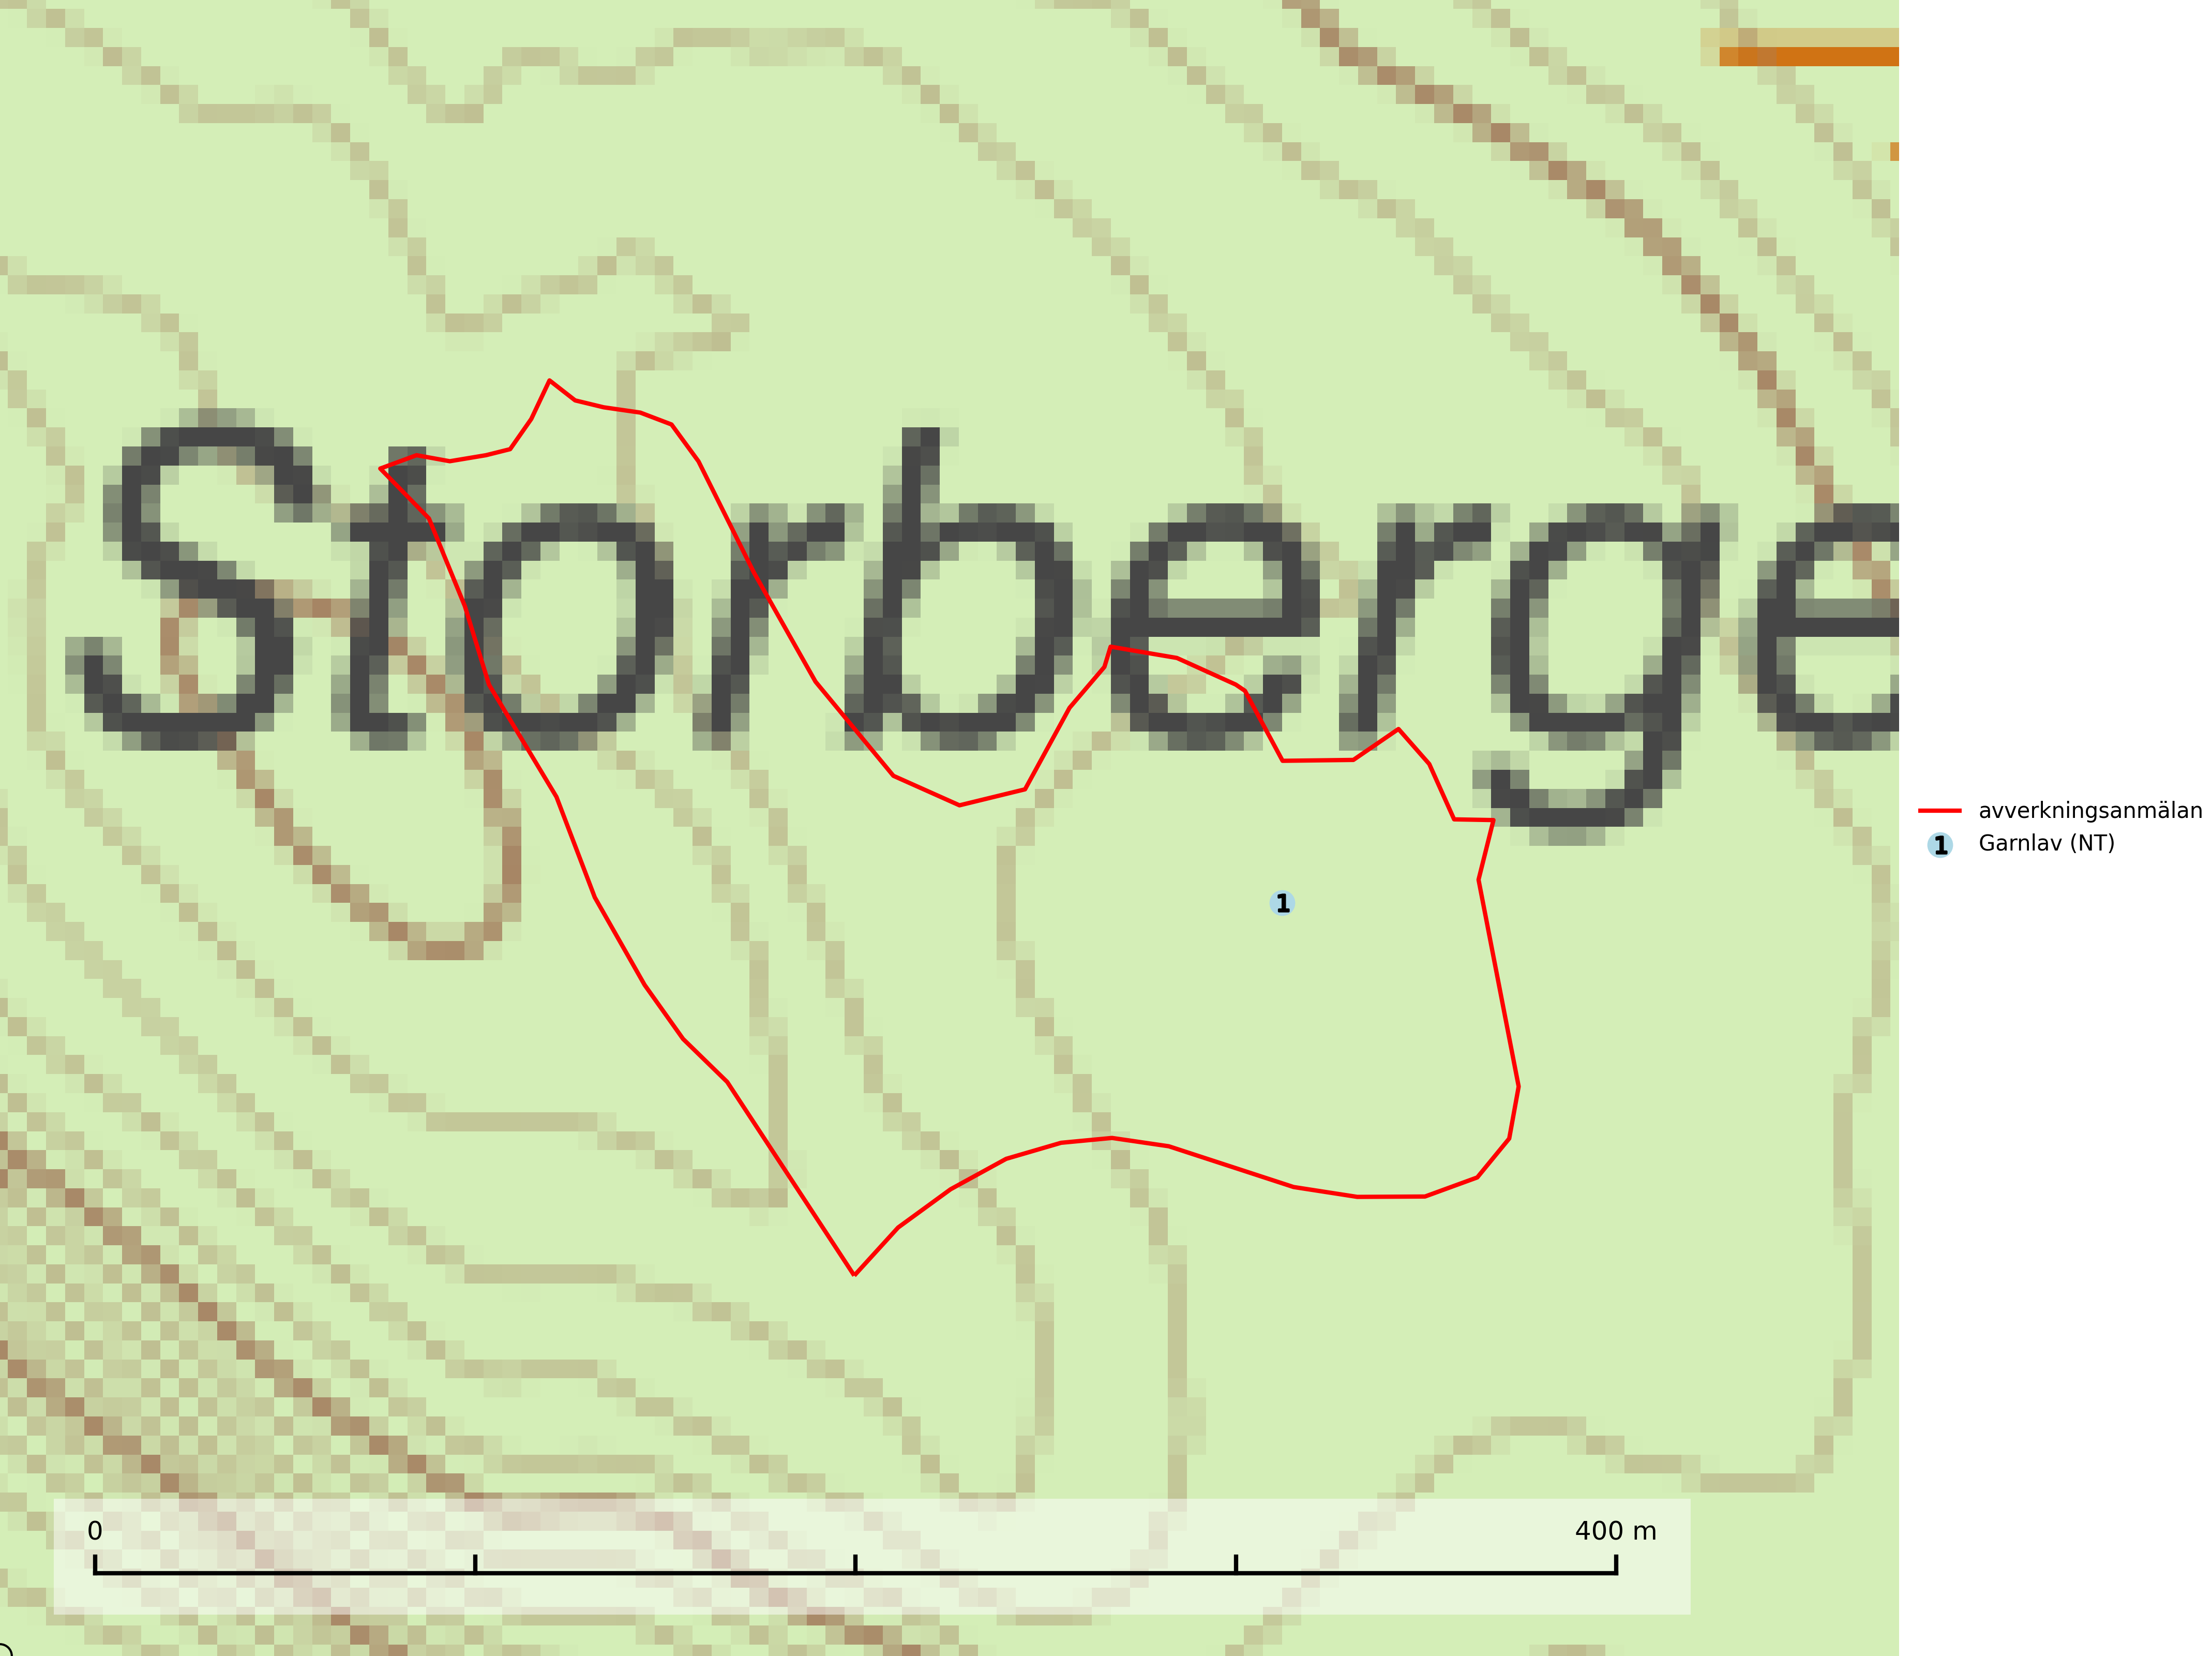 Storberge
avverkningsanmälan
1 Garnlav (NT)
1
0 400 m